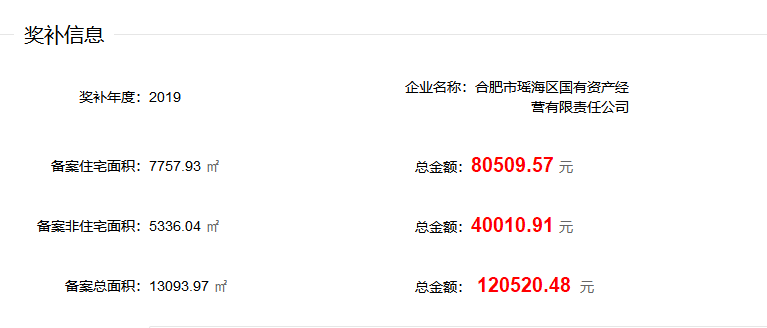 奖补信息
奖补年度：2019
企业名称：合肥市瑶海区国有资产经
营有限责任公司
备案住宅面积：7757.93 ㎡
总金额：80509.57 元
备案非住宅面积：5336.04 ㎡
总金额：40010.91 元
备案总面积：13093.97 ㎡
总金额：120520.48 元